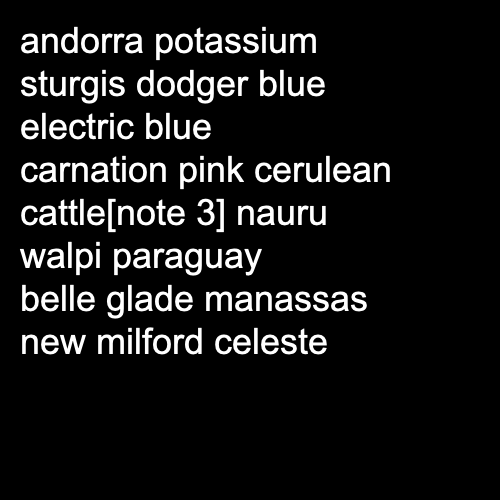 andorra potassium
sturgis dodger blue
electric blue
carnation pink cerulean
cattle[note 3] nauru
walpi paraguay
belle glade manassas
new milford celeste